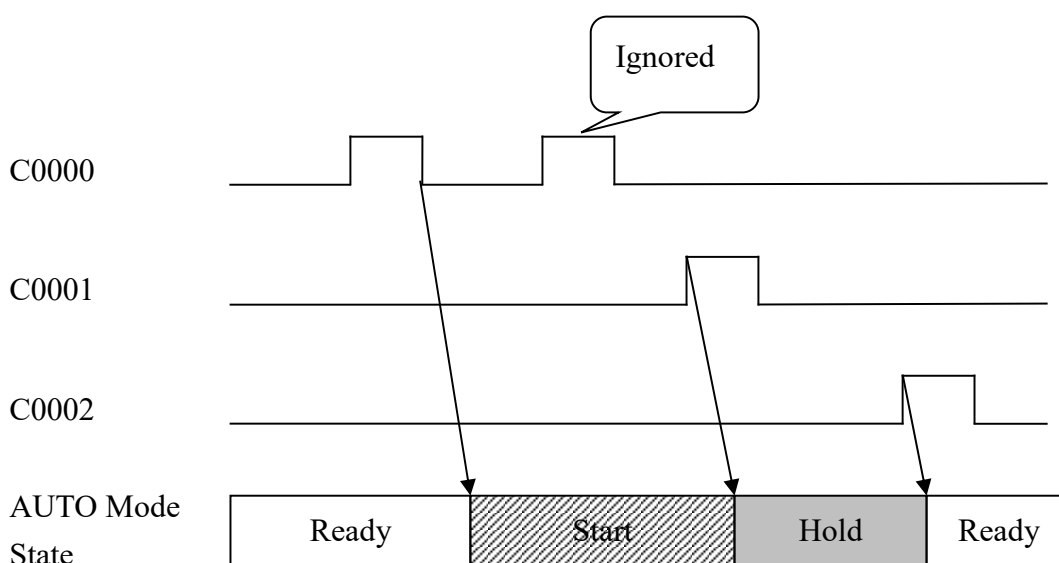 Ignored
C0000
C0001
C0002
AUTO Mode
State
Ready
Start
Hold
Ready